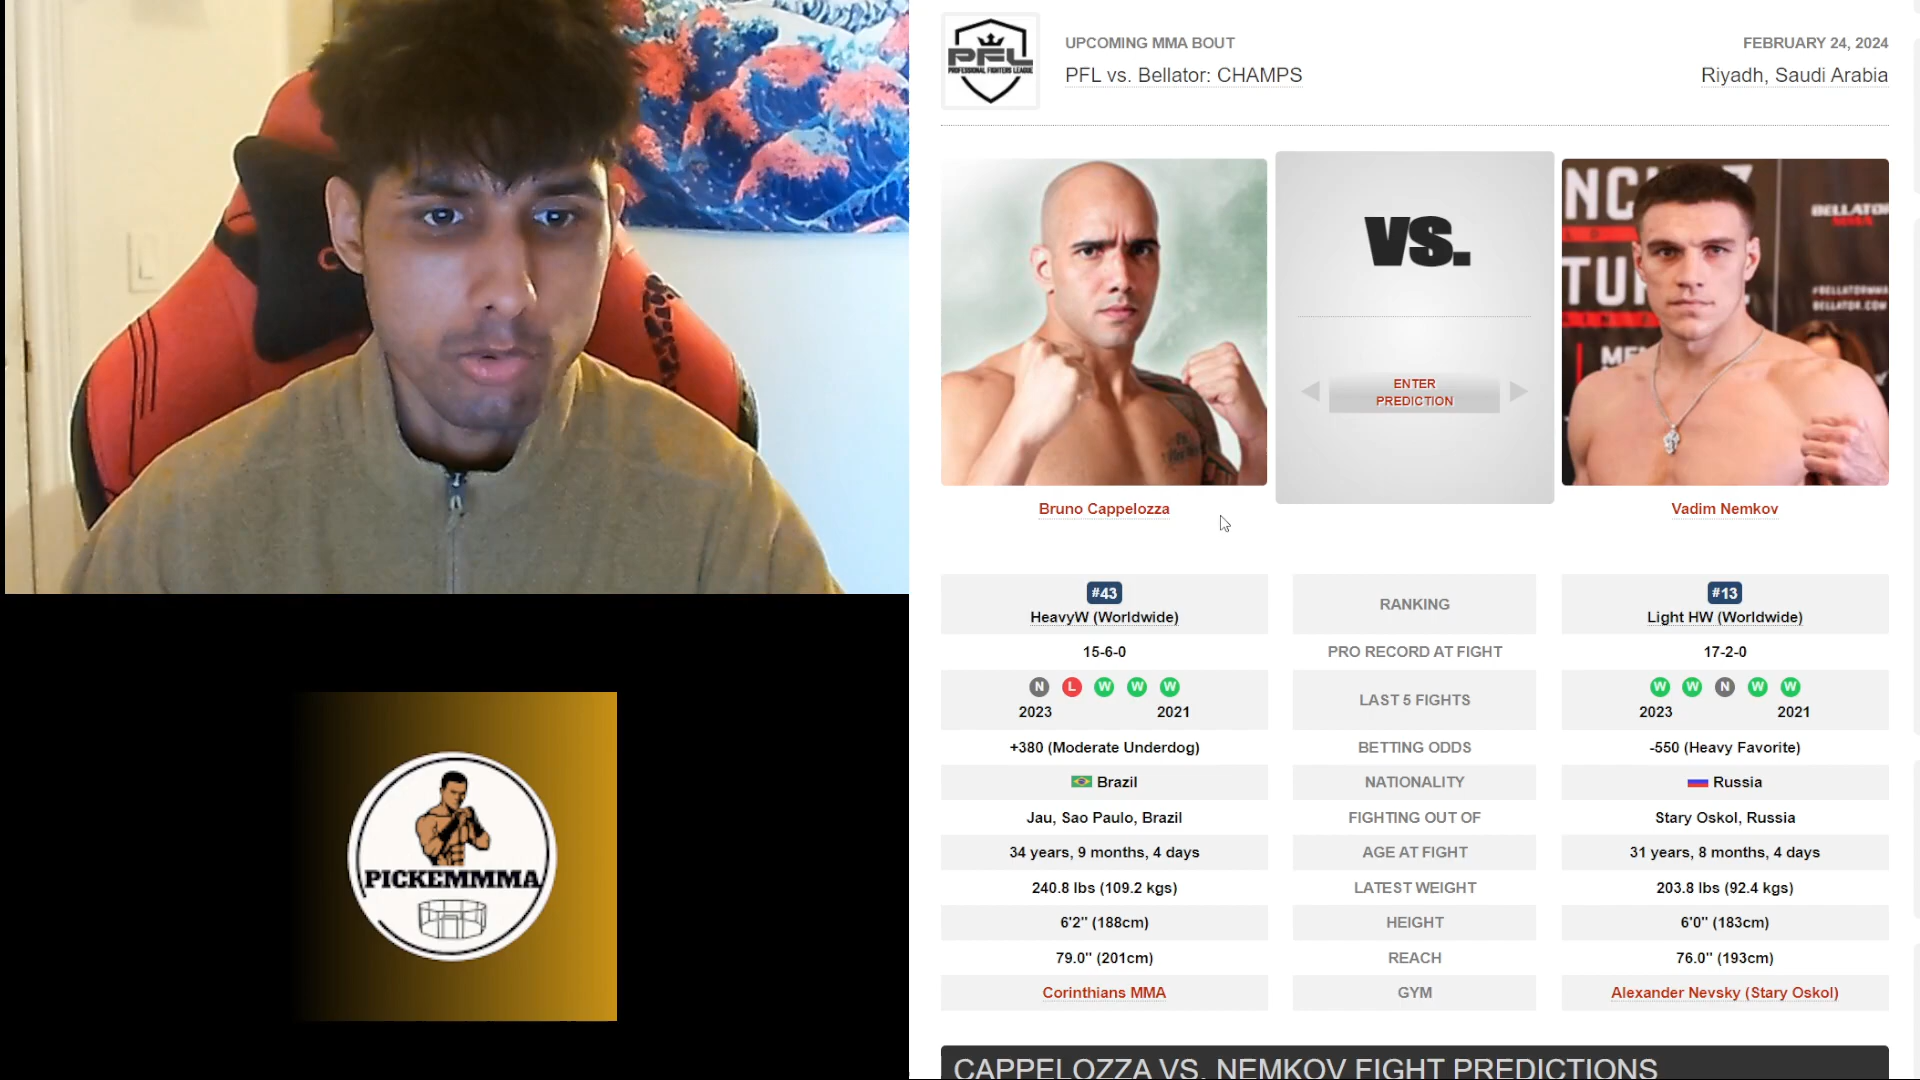 PFL
PROFESSIONAL FIGHTERS LEAGUE
UPCOMING MMA BOUT
PFL vs. Bellator: CHAMPS
FEBRUARY 24, 2024
Riyadh, Saudi Arabia
VS.
ENTER
PREDICTION
BELLATOR
MMA
BELLATOR.COM
Bruno Cappelozza
Vadim Nemkov
#43
HeavyW (Worldwide)
RANKING
#13
Light HW (Worldwide)
15-6-0
PRO RECORD AT FIGHT
17-2-0
N L W W W
2023 2021
LAST 5 FIGHTS
W W N W W
2023 2021
+380 (Moderate Underdog)
BETTING ODDS
-550 (Heavy Favorite)
Brazil
NATIONALITY
Russia
Jau, Sao Paulo, Brazil
FIGHTING OUT OF
Stary Oskol, Russia
34 years, 9 months, 4 days
AGE AT FIGHT
31 years, 8 months, 4 days
240.8 lbs (109.2 kgs)
LATEST WEIGHT
203.8 lbs (92.4 kgs)
6'2" (188cm)
HEIGHT
6'0" (183cm)
79.0" (201cm)
REACH
76.0" (193cm)
Corinthians MMA
GYM
Alexander Nevsky (Stary Oskol)
CAPPELOZZA VS. NEMKOV FIGHT PREDICTIONS
PICKEMMMA